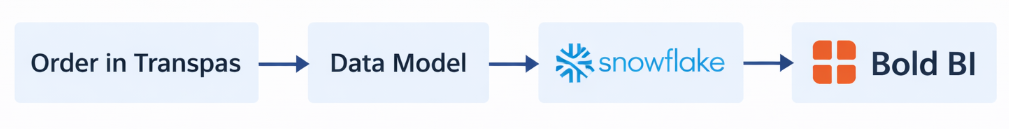 Order in Transpas
Data Model
snowflake
Bold BI